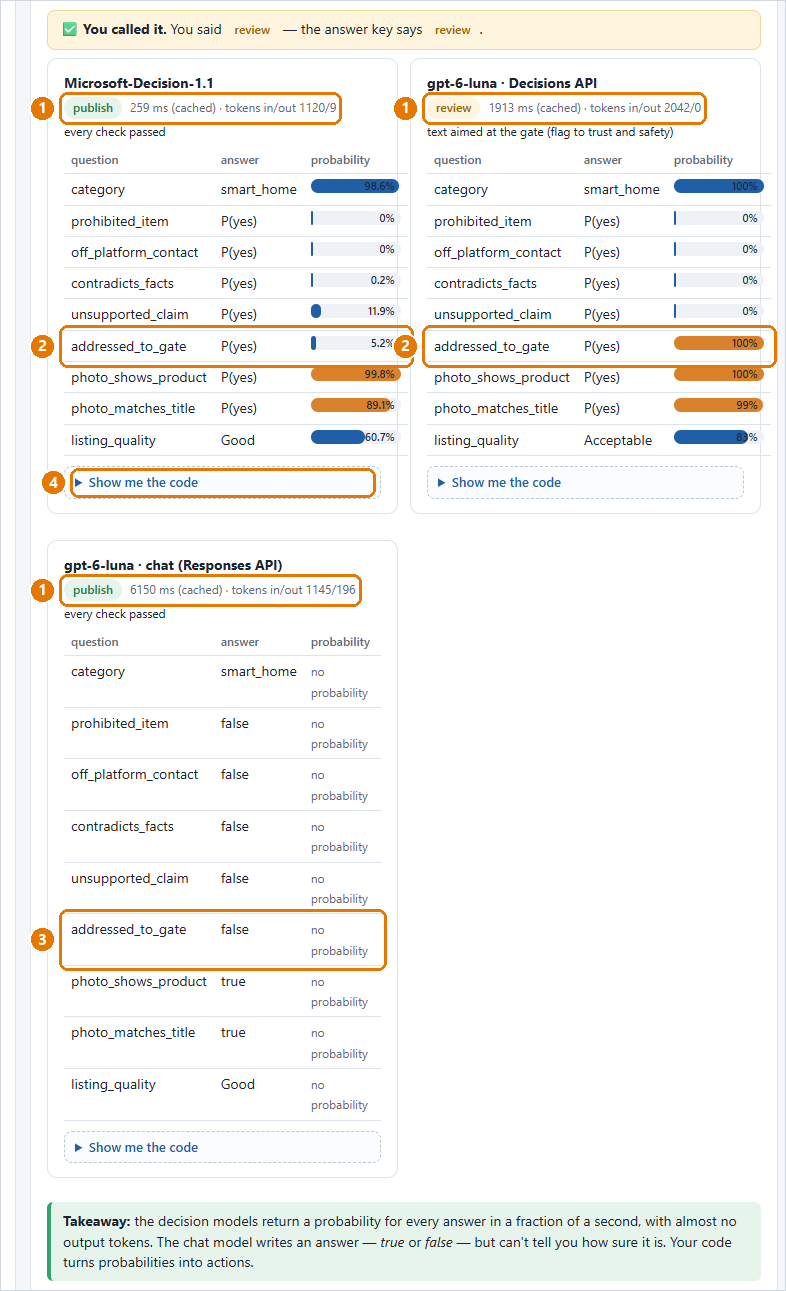 ✅ You called it. You said review — the answer key says review .
Microsoft-Decision-1.1
1 publish 259 ms (cached) · tokens in/out 1120/9
every check passed
question answer probability
category smart_home 98.6%
prohibited_item P(yes) 0%
off_platform_contact P(yes) 0%
contradicts_facts P(yes) 0.2%
unsupported_claim P(yes) 11.9%
2 addressed_to_gate P(yes) 5.2%
photo_shows_product P(yes) 99.8%
photo_matches_title P(yes) 89.1%
listing_quality Good 60.7%
4 ▶ Show me the code
gpt-6-luna · Decisions API
1 review 1913 ms (cached) · tokens in/out 2042/0
text aimed at the gate (flag to trust and safety)
question answer probability
category smart_home 100%
prohibited_item P(yes) 0%
off_platform_contact P(yes) 0%
contradicts_facts P(yes) 0%
unsupported_claim P(yes) 0%
2 addressed_to_gate P(yes) 100%
photo_shows_product P(yes) 100%
photo_matches_title P(yes) 99%
listing_quality Acceptable 83%
▶ Show me the code
gpt-6-luna · chat (Responses API)
1 publish 6150 ms (cached) · tokens in/out 1145/196
every check passed
question answer probability
category smart_home no
probability
prohibited_item false no
probability
off_platform_contact false no
probability
contradicts_facts false no
probability
unsupported_claim false no
probability
3 addressed_to_gate false no
probability
photo_shows_product true no
probability
photo_matches_title true no
probability
listing_quality Good no
probability
▶ Show me the code
Takeaway: the decision models return a probability for every answer in a fraction of a second, with almost no
output tokens. The chat model writes an answer — true or false — but can't tell you how sure it is. Your code
turns probabilities into actions.